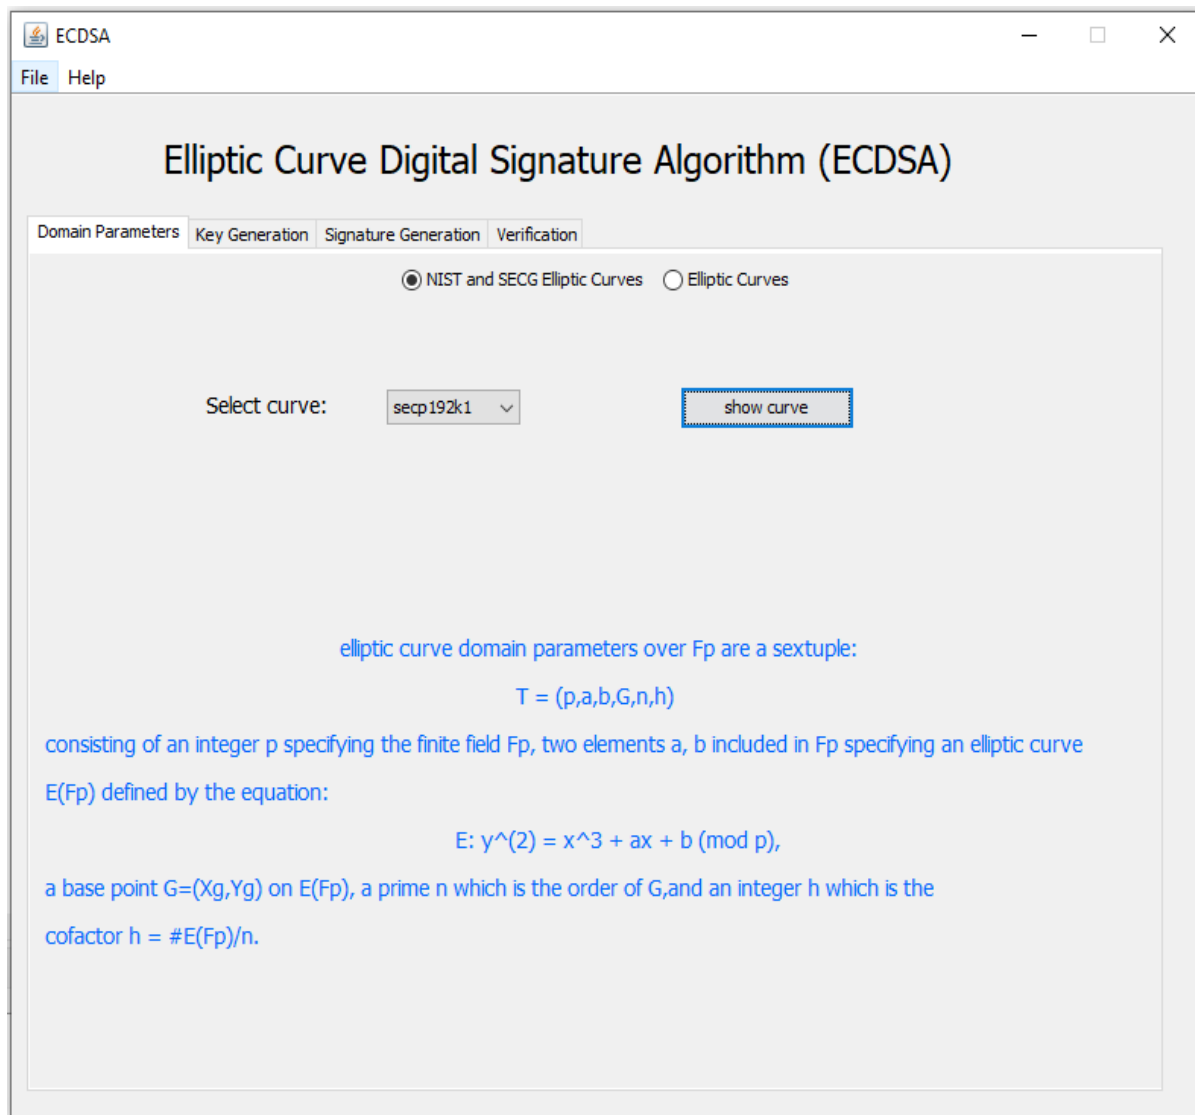 ECDSA
File Help
Elliptic Curve Digital Signature Algorithm (ECDSA)
Domain Parameters Key Generation Signature Generation Verification
NIST and SECG Elliptic Curves Elliptic Curves
Select curve: secp192k1 show curve
elliptic curve domain parameters over Fp are a sextuple:
T = (p,a,b,G,n,h)
consisting of an integer p specifying the finite field Fp, two elements a, b included in Fp specifying an elliptic curve
E(Fp) defined by the equation:
E: y^(2) = x^3 + ax + b (mod p),
a base point G=(Xg,Yg) on E(Fp), a prime n which is the order of G,and an integer h which is the
cofactor h = #E(Fp)/n.